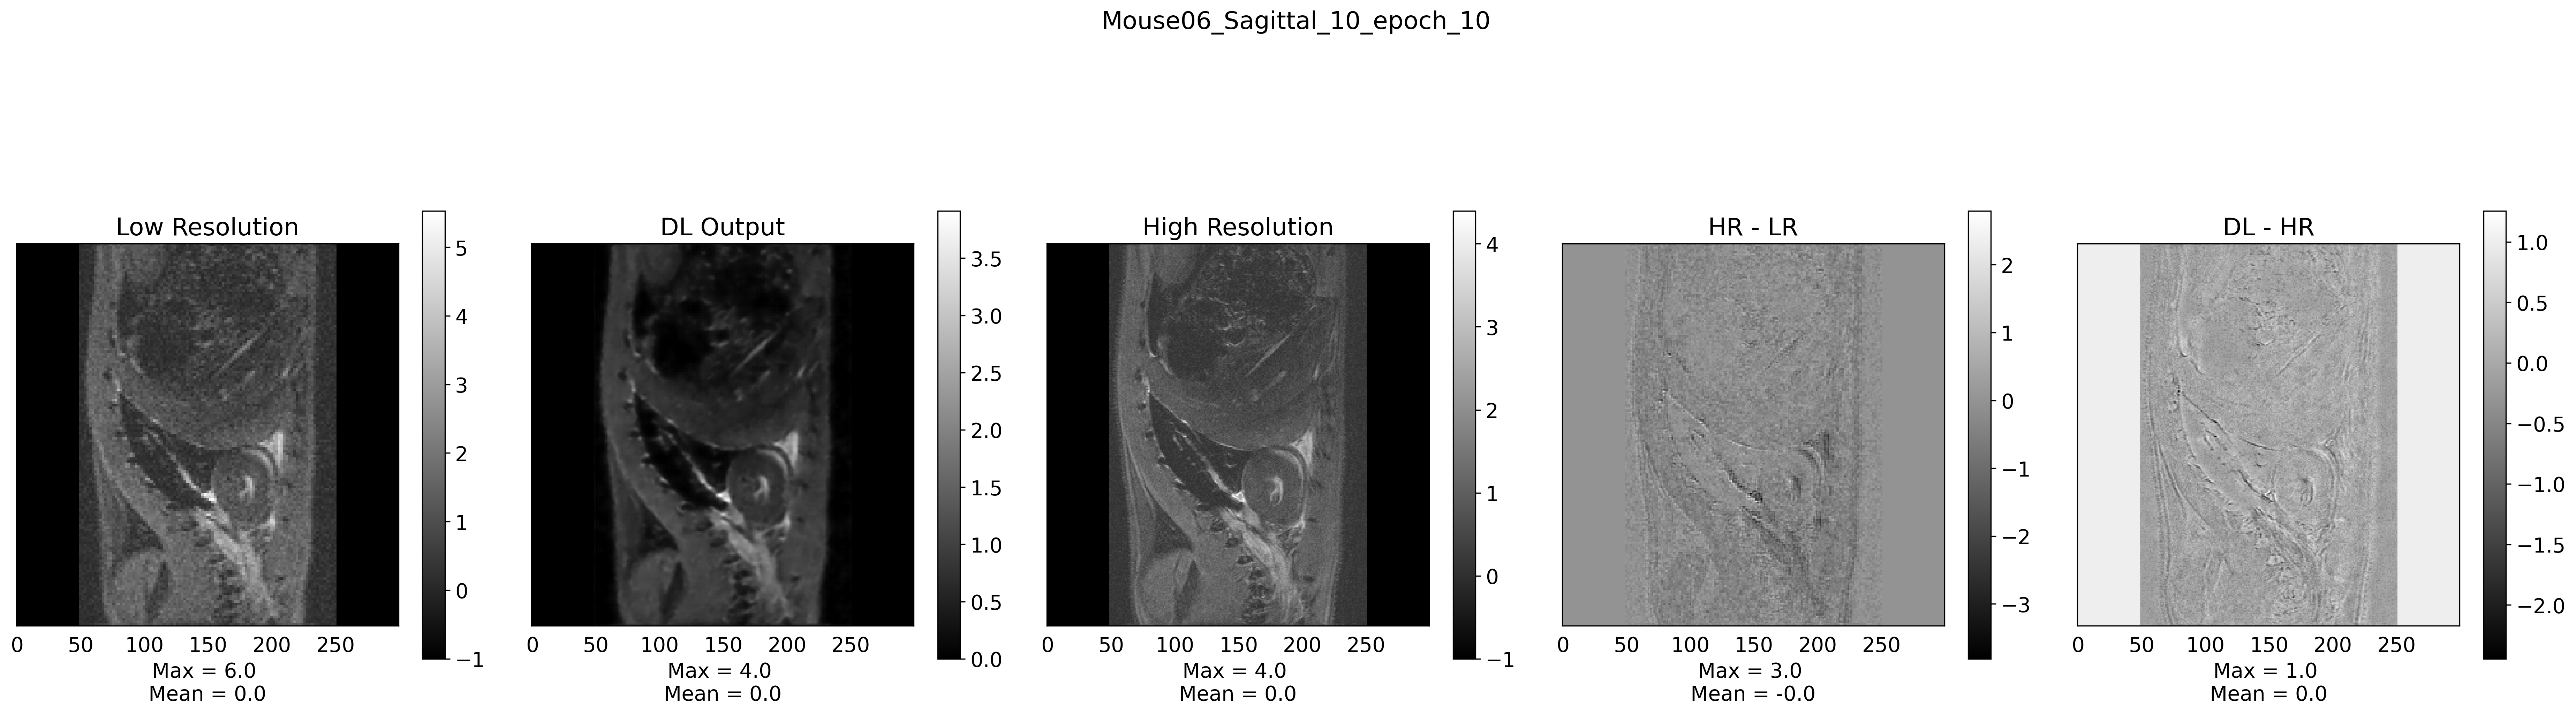 Mouse06_Sagittal_10_epoch_10
Low Resolution
5
4
3
2
1
0
−1
0 50 100 150 200 250
Max = 6.0
Mean = 0.0
DL Output
3.5
3.0
2.5
2.0
1.5
1.0
0.5
0.0
0 50 100 150 200 250
Max = 4.0
Mean = 0.0
High Resolution
4
3
2
1
0
−1
0 50 100 150 200 250
Max = 4.0
Mean = 0.0
HR - LR
2
1
0
−1
−2
−3
0 50 100 150 200 250
Max = 3.0
Mean = -0.0
DL - HR
1.0
0.5
0.0
−0.5
−1.0
−1.5
−2.0
0 50 100 150 200 250
Max = 1.0
Mean = 0.0